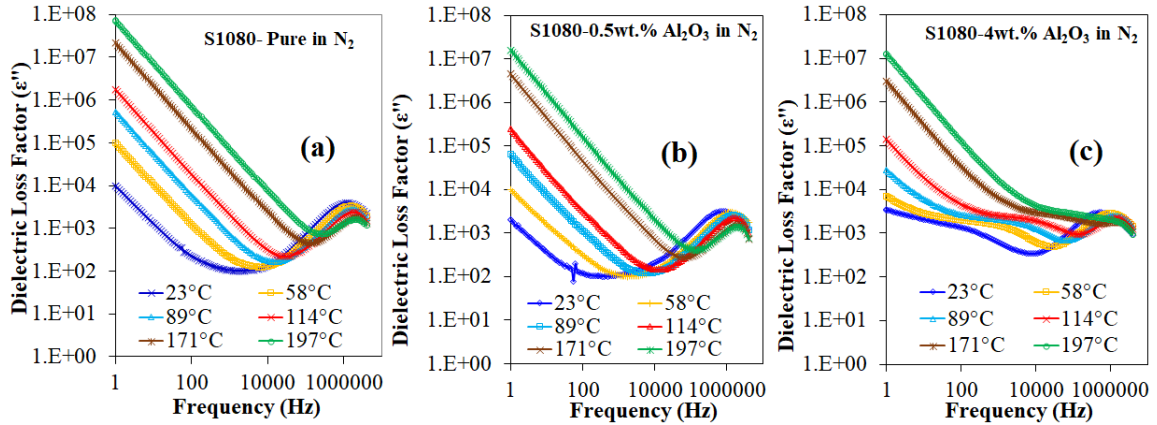 Dielectric Loss Factor (ε")
1.E+08
1.E+07
1.E+06
1.E+05
1.E+04
1.E+03
1.E+02
1.E+01
1.E+00
S1080- Pure in N₂
(a)
23°C 58°C
89°C 114°C
171°C 197°C
1 100 10000 1000000
Frequency (Hz)
Dielectric Loss Factor (ε")
1.E+08
1.E+07
1.E+06
1.E+05
1.E+04
1.E+03
1.E+02
1.E+01
1.E+00
S1080-0.5wt.% Al₂O₃ in N₂
(b)
23°C 58°C
89°C 114°C
171°C 197°C
1 100 10000 1000000
Frequency (Hz)
Dielectric Loss Factor (ε")
1.E+08
1.E+07
1.E+06
1.E+05
1.E+04
1.E+03
1.E+02
1.E+01
1.E+00
S1080-4wt.% Al₂O₃ in N₂
(c)
23°C 58°C
89°C 114°C
171°C 197°C
1 100 10000 1000000
Frequency (Hz)